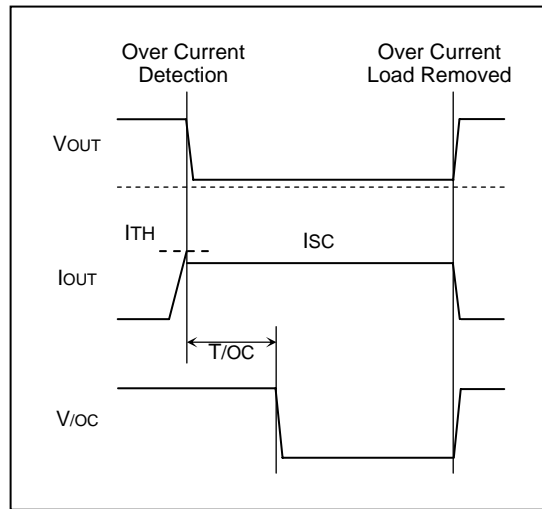 Over Current
Detection
Over Current
Load Removed
VOUT
ITH
ISC
IOUT
T/OC
V/OC